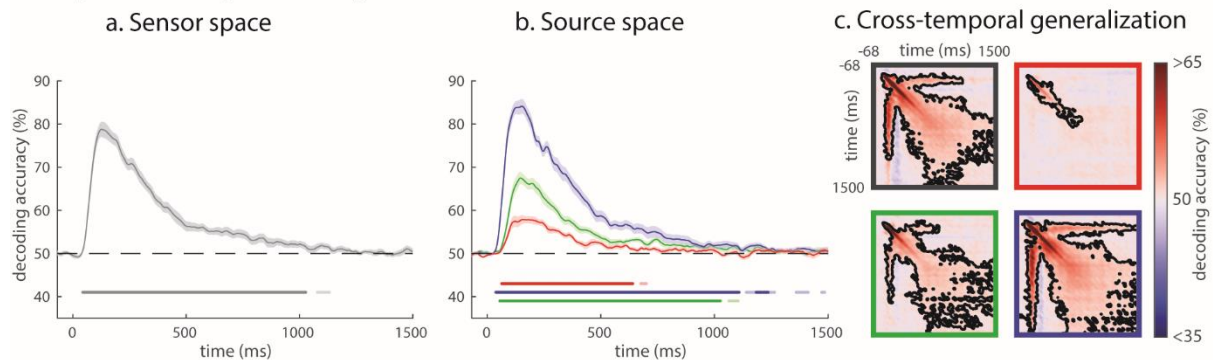 a. Sensor space
90
80
70
60
50
40
decoding accuracy (%)
0
500
1000
1500
time (ms)
b. Source space
90
80
70
60
50
40
0
500
1000
1500
time (ms)
c. Cross-temporal generalization
-68 time (ms) 1500
-68
time (ms)
1500
>65
50
<35
decoding accuracy (%)